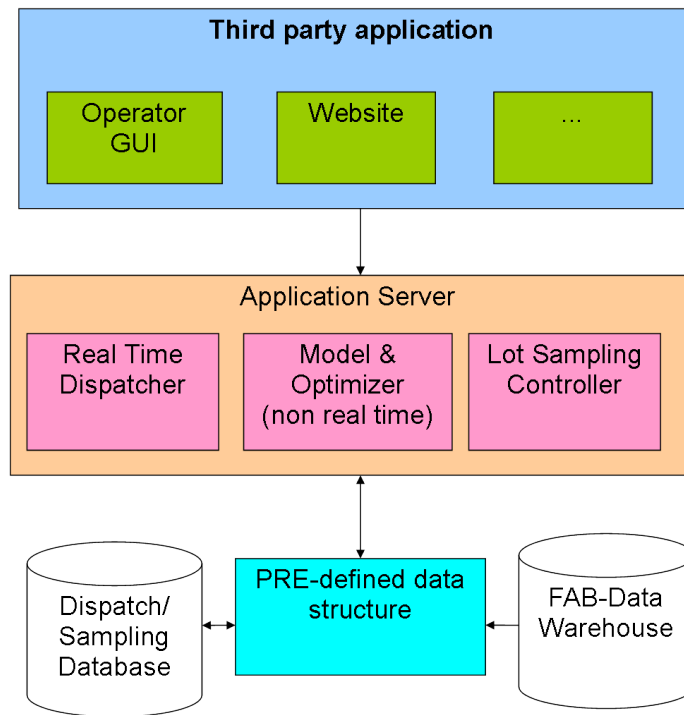 Third party application
Operator
GUI
Website
...
Application Server
Real Time
Dispatcher
Model &
Optimizer
(non real time)
Lot Sampling
Controller
Dispatch/
Sampling
Database
PRE-defined data
structure
FAB-Data
Warehouse